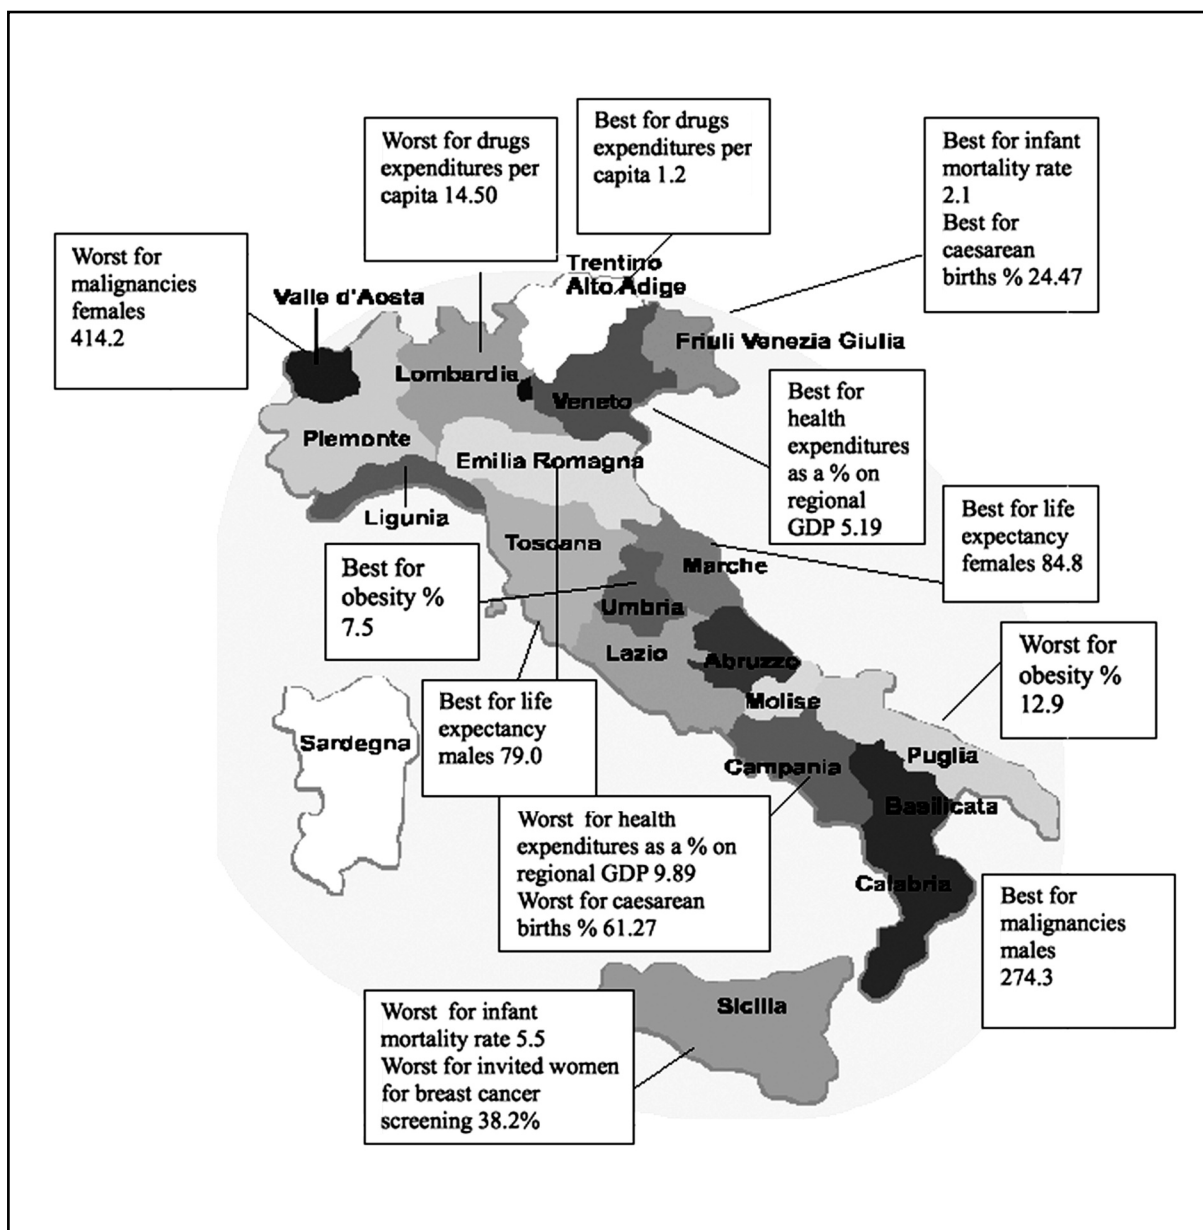 Best for drugs
expenditures per
capita 1.2
Worst for drugs
expenditures per
capita 14.50
Best for infant
mortality rate
2.1
Best for
caesarean
births % 24.47
Worst for
malignancies
females
414.2
Trentino
Alto Adige
Valle d'Aosta
Friuli Venezia Giulia
Lombardia
Veneto
Best for
health
expenditures
as a % on
regional
GDP 5.19
Piemonte
Emilia Romagna
Ligunia
Toscana
Best for life
expectancy
females 84.8
Marche
Best for
obesity %
7.5
Umbria
Lazio
Abruzzo
Worst for
obesity %
12.9
Molise
Best for life
expectancy
males 79.0
Sardegna
Puglia
Campania
Basilicata
Worst for health
expenditures as a % on
regional GDP 9.89
Worst for caesarean
births % 61.27
Calabria
Best for
malignancies
males
274.3
Sicilia
Worst for infant
mortality rate 5.5
Worst for invited women
for breast cancer
screening 38.2%